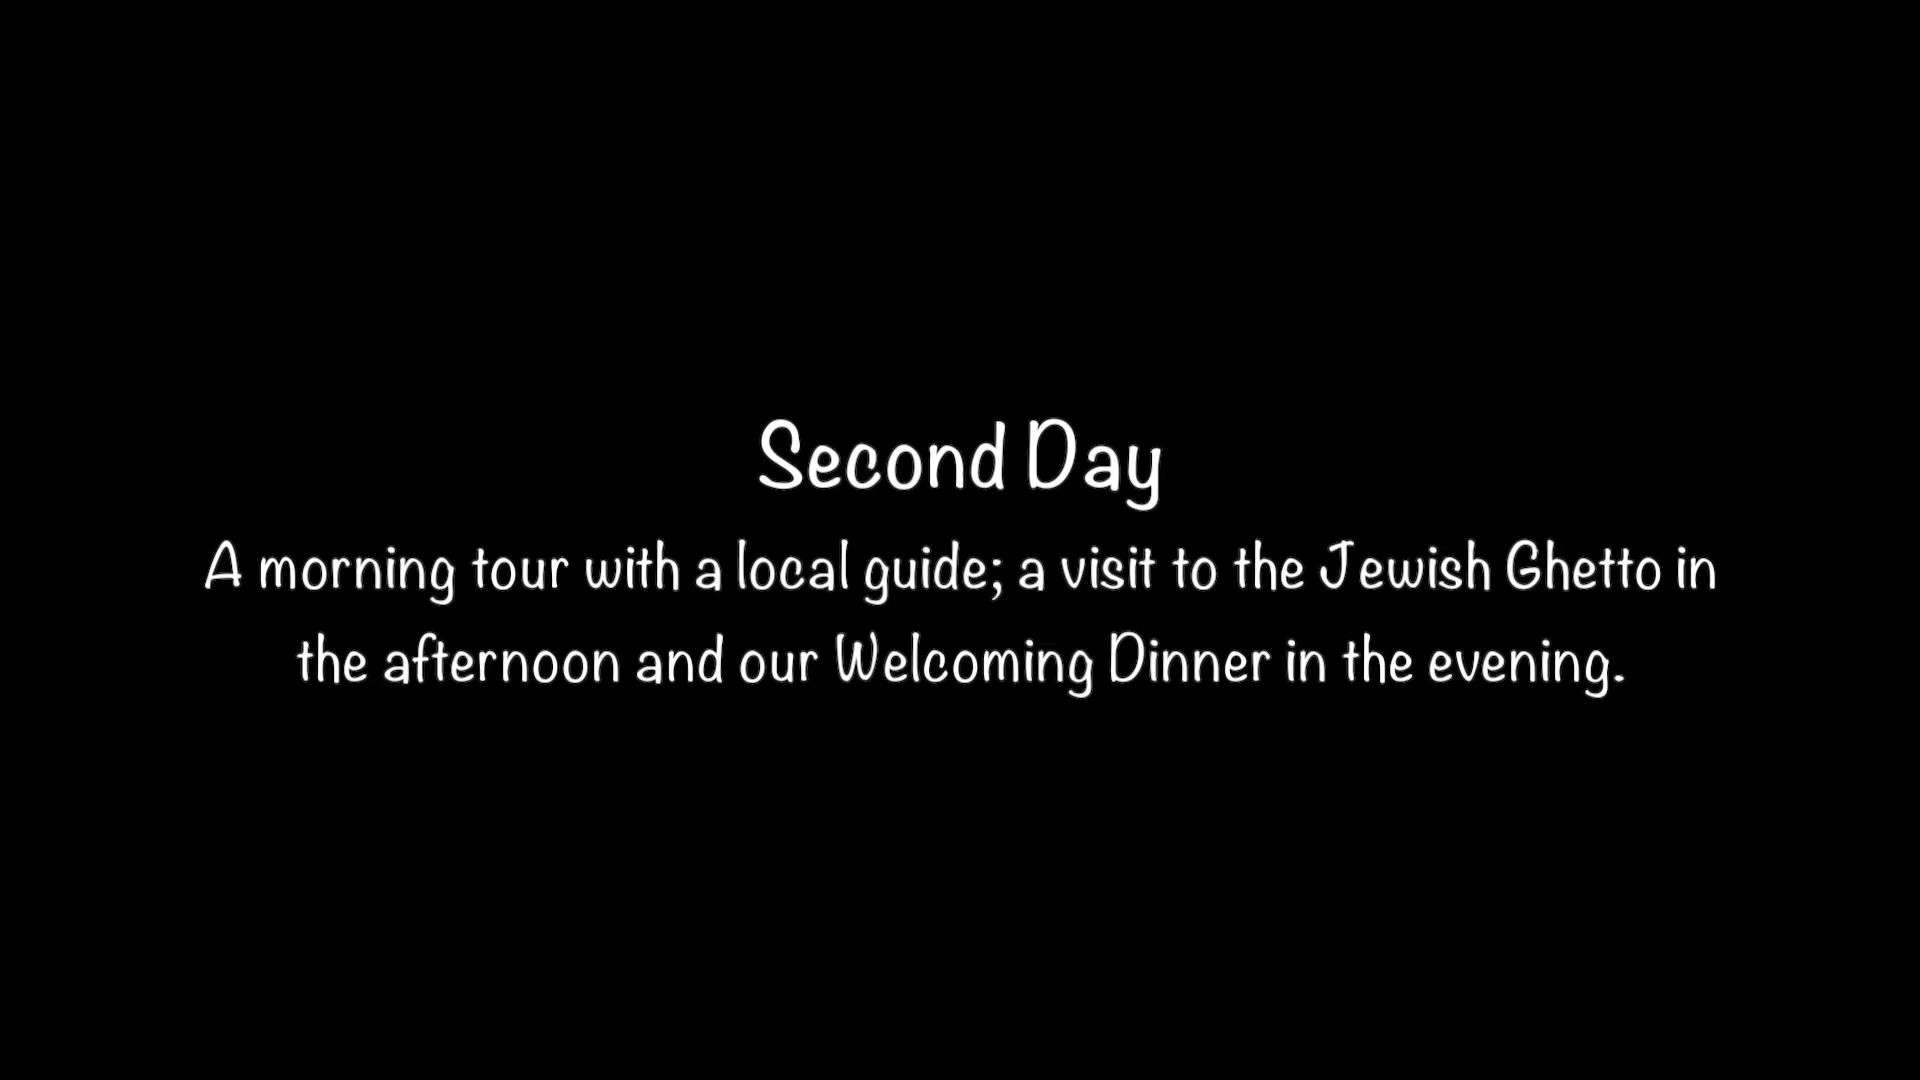 Second Day
A morning tour with a local guide; a visit to the Jewish Ghetto in
the afternoon and our Welcoming Dinner in the evening.